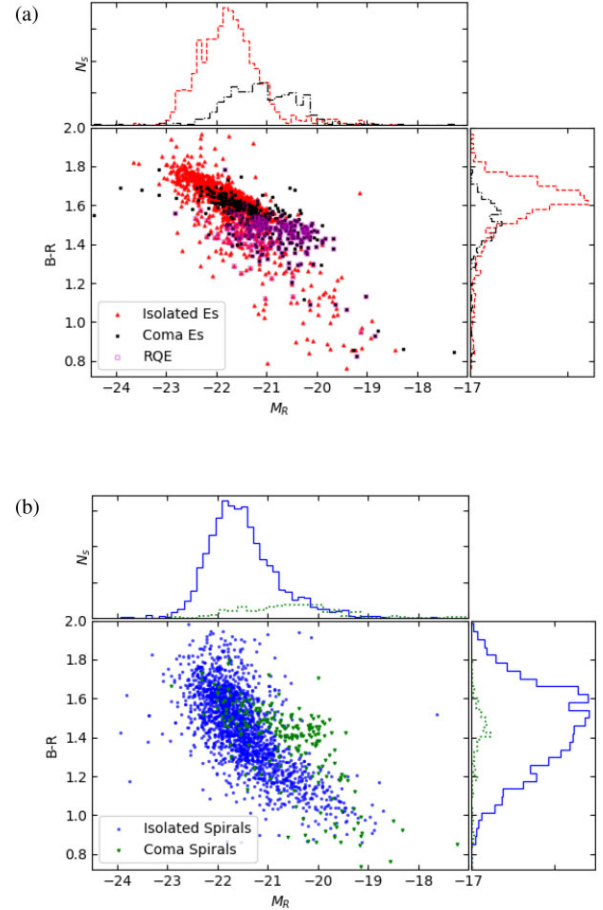 (a)
N_s
2.0
1.8
1.6
1.4
1.2
1.0
0.8
B-R
Isolated Es
Coma Es
RQE
−24 −23 −22 −21 −20 −19 −18 −17
M_R
(b)
N_s
2.0
1.8
1.6
1.4
1.2
1.0
0.8
B-R
Isolated Spirals
Coma Spirals
−24 −23 −22 −21 −20 −19 −18 −17
M_R